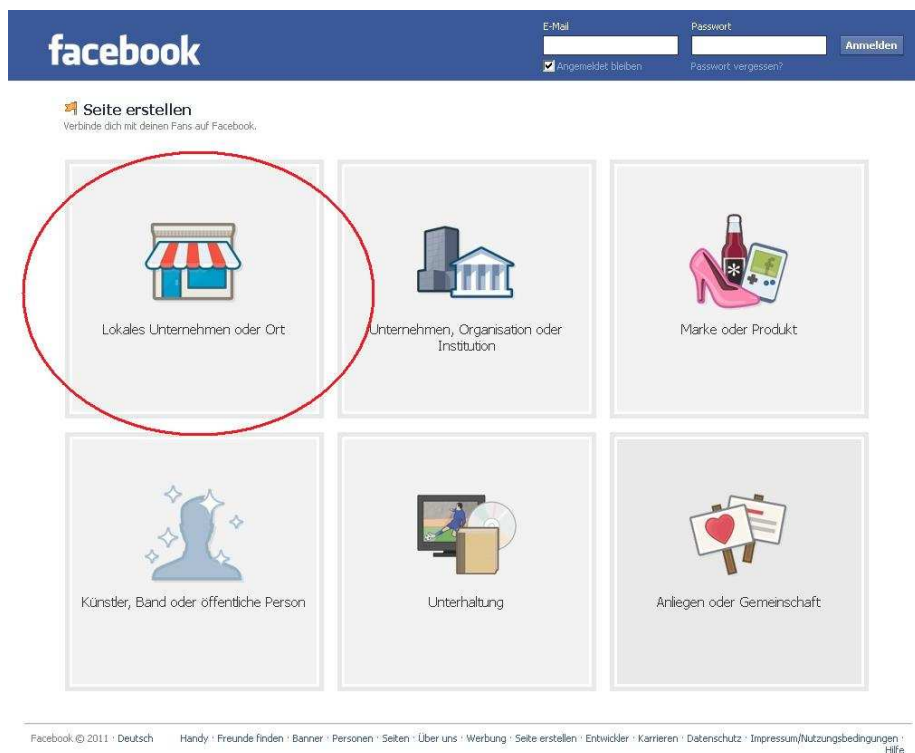 facebook
E-Mail
Passwort
Anmelden
Angemeldet bleiben
Passwort vergessen?
Seite erstellen
Verbinde dich mit deinen Fans auf Facebook.
Lokales Unternehmen oder Ort
Unternehmen, Organisation oder
Institution
Marke oder Produkt
Künstler, Band oder öffentliche Person
Unterhaltung
Anliegen oder Gemeinschaft
Facebook © 2011 · Deutsch
Handy · Freunde finden · Banner · Personen · Seiten · Über uns · Werbung · Seite erstellen · Entwickler · Karrieren · Datenschutz · Impressum/Nutzungsbedingungen ·
Hilfe